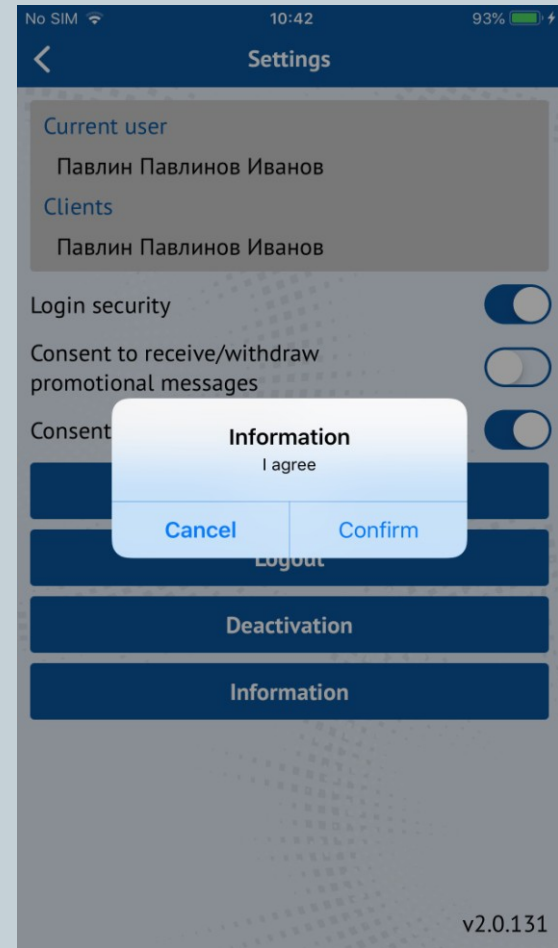 No SIM 10:42 93%
Settings
Current user
Павлин Павлинов Иванов
Clients
Павлин Павлинов Иванов
Login security
Consent to receive/withdraw
promotional messages
Consent
Information
I agree
Cancel Confirm
Logout
Deactivation
Information
v2.0.131